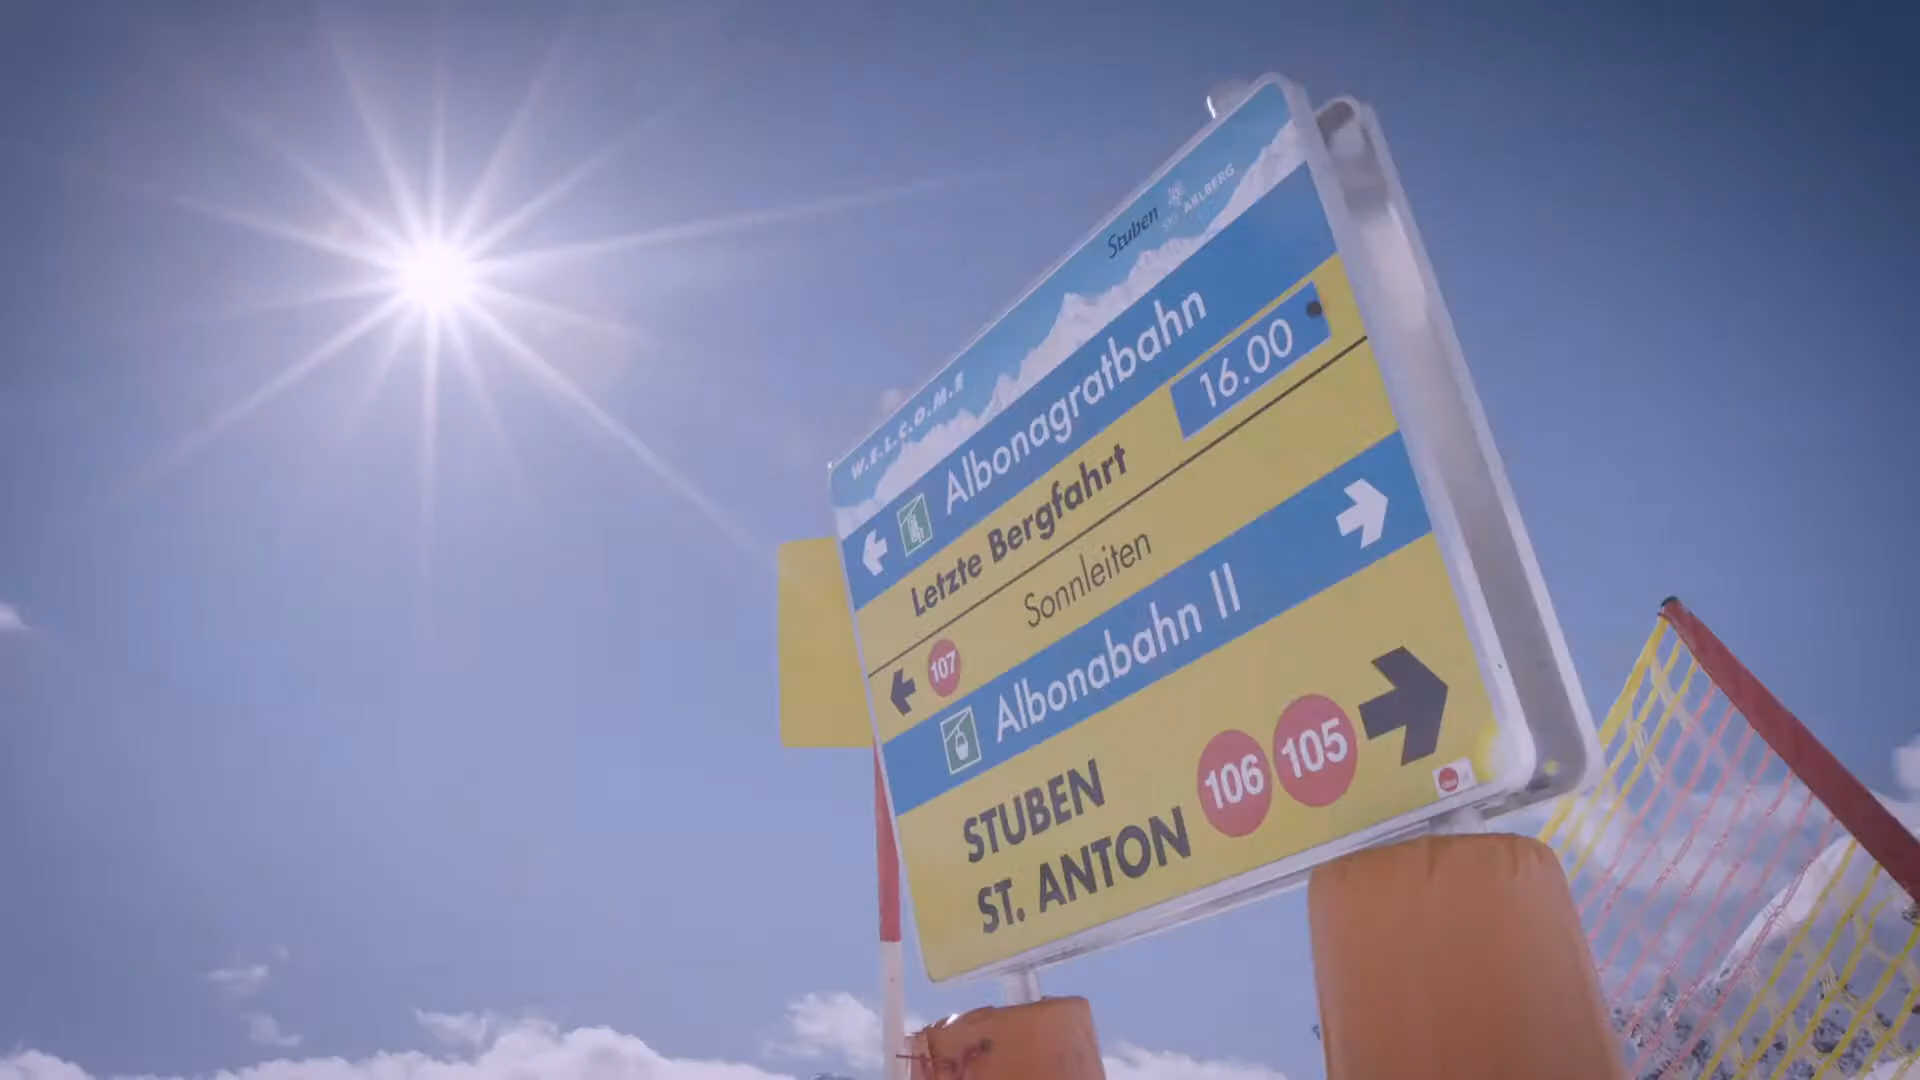 Stuben SKI ARLBERG
W.E.L.C.O.M.E
Albonagratbahn
Letzte Bergfahrt 16.00
107 Sonnleiten
Albonabahn II
STUBEN
ST. ANTON 106 105